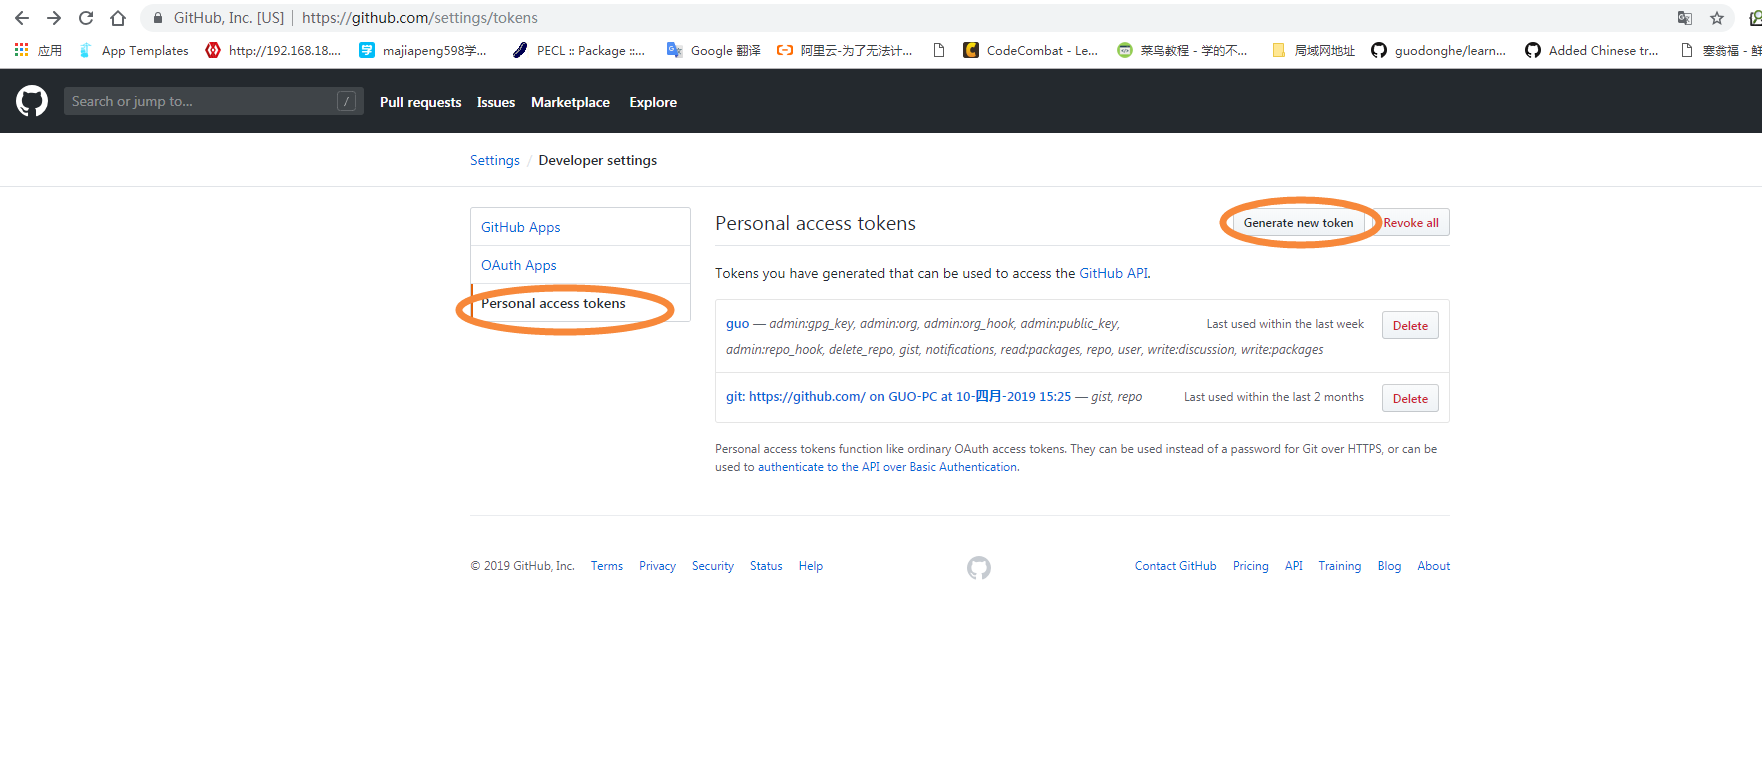 GitHub, Inc. [US] | https://github.com/settings/tokens
应用 App Templates http://192.168.18.... majiapeng598学... PECL :: Package ::... Google 翻译 阿里云-为了无法计... CodeCombat - Le... 菜鸟教程 - 学的不... 局域网地址 guodonghe/learn... Added Chinese tr... 塞翁福 - 鲜
Search or jump to... / Pull requests Issues Marketplace Explore
Settings / Developer settings
GitHub Apps
OAuth Apps
Personal access tokens
Personal access tokens Generate new token Revoke all
Tokens you have generated that can be used to access the GitHub API.
guo — admin:gpg_key, admin:org, admin:org_hook, admin:public_key, Last used within the last week Delete
admin:repo_hook, delete_repo, gist, notifications, read:packages, repo, user, write:discussion, write:packages
git: https://github.com/ on GUO-PC at 10-四月-2019 15:25 — gist, repo Last used within the last 2 months Delete
Personal access tokens function like ordinary OAuth access tokens. They can be used instead of a password for Git over HTTPS, or can be
used to authenticate to the API over Basic Authentication.
© 2019 GitHub, Inc. Terms Privacy Security Status Help Contact GitHub Pricing API Training Blog About